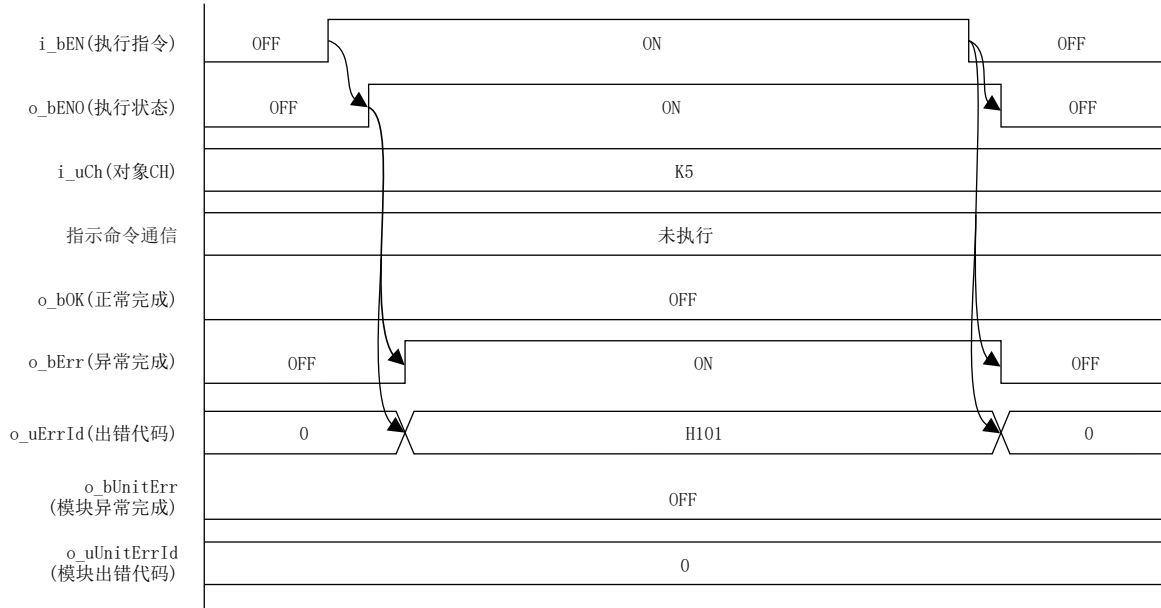 i_bEN(执行指令) OFF ON OFF
o_bENO(执行状态) OFF ON OFF
i_uCh(对象CH) K5
指示命令通信 未执行
o_bOK(正常完成) OFF
o_bErr(异常完成) OFF ON OFF
o_uErrId(出错代码) 0 H101 0
o_bUnitErr
(模块异常完成) OFF
o_uUnitErrId
(模块出错代码) 0